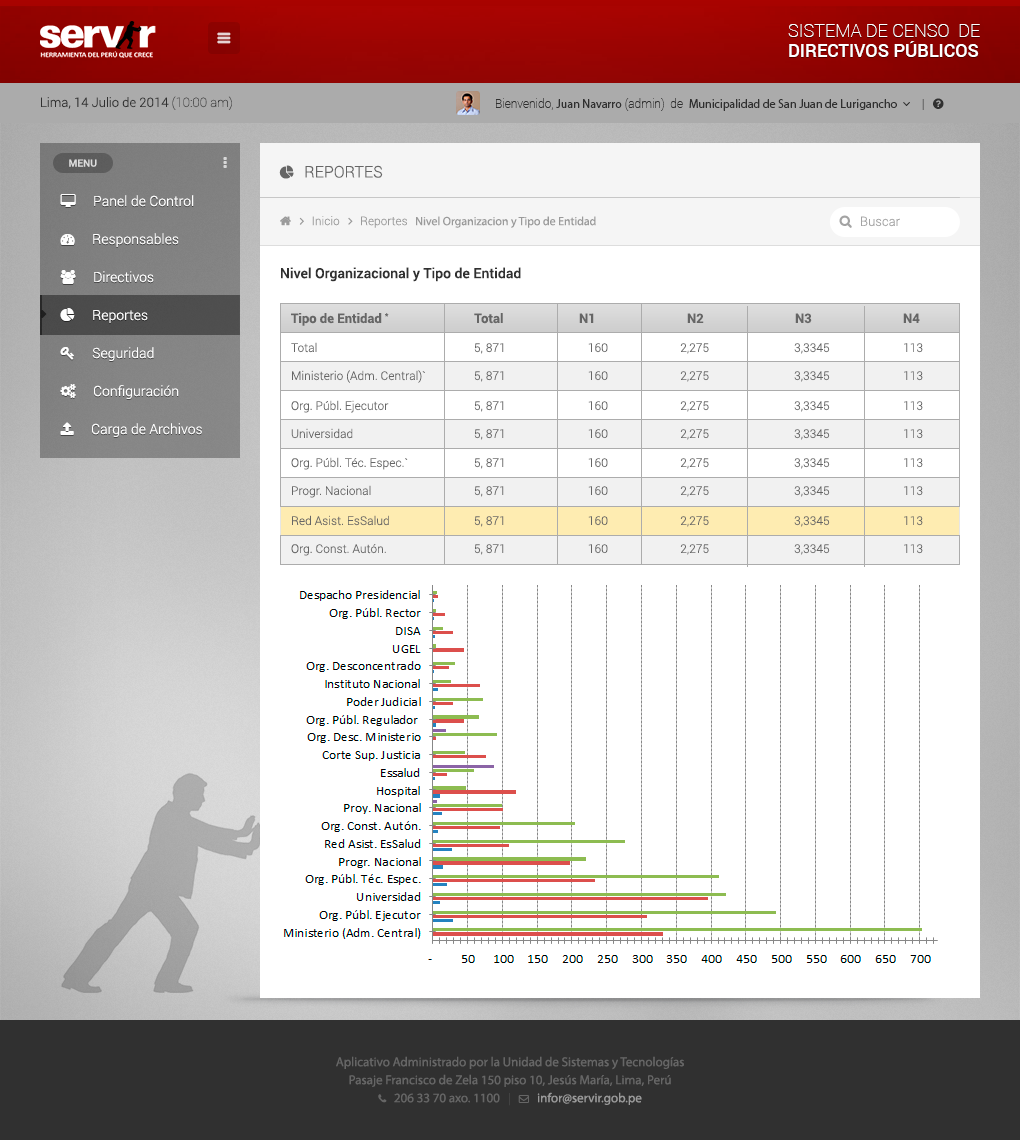 servir
HERRAMIENTA DEL PERÚ QUE CRECE
SISTEMA DE CENSO DE
DIRECTIVOS PÚBLICOS
Lima, 14 Julio de 2014 (10:00 am)
Bienvenido, Juan Navarro (admin) de Municipalidad de San Juan de Lurigancho
MENU
Panel de Control
Responsables
Directivos
Reportes
Seguridad
Configuración
Carga de Archivos
REPORTES
Inicio > Reportes Nivel Organizacion y Tipo de Entidad
Buscar
Nivel Organizacional y Tipo de Entidad
Tipo de Entidad * Total N1 N2 N3 N4
Total 5, 871 160 2,275 3,3345 113
Ministerio (Adm. Central)` 5, 871 160 2,275 3,3345 113
Org. Públ. Ejecutor 5, 871 160 2,275 3,3345 113
Universidad 5, 871 160 2,275 3,3345 113
Org. Públ. Téc. Espec.` 5, 871 160 2,275 3,3345 113
Progr. Nacional 5, 871 160 2,275 3,3345 113
Red Asist. EsSalud 5, 871 160 2,275 3,3345 113
Org. Const. Autón. 5, 871 160 2,275 3,3345 113
Despacho Presidencial
Org. Públ. Rector
DISA
UGEL
Org. Desconcentrado
Instituto Nacional
Poder Judicial
Org. Públ. Regulador
Org. Desc. Ministerio
Corte Sup. Justicia
Essalud
Hospital
Proy. Nacional
Org. Const. Autón.
Red Asist. EsSalud
Progr. Nacional
Org. Públ. Téc. Espec.
Universidad
Org. Públ. Ejecutor
Ministerio (Adm. Central)
- 50 100 150 200 250 300 350 400 450 500 550 600 650 700
Aplicativo Administrado por la Unidad de Sistemas y Tecnologías
Pasaje Francisco de Zela 150 piso 10, Jesús María, Lima, Perú
206 33 70 axo. 1100 | infor@servir.gob.pe